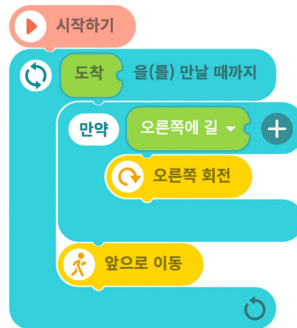 시작하기
도착 을(를) 만날 때까지
만약 오른쪽에 길
오른쪽 회전
앞으로 이동